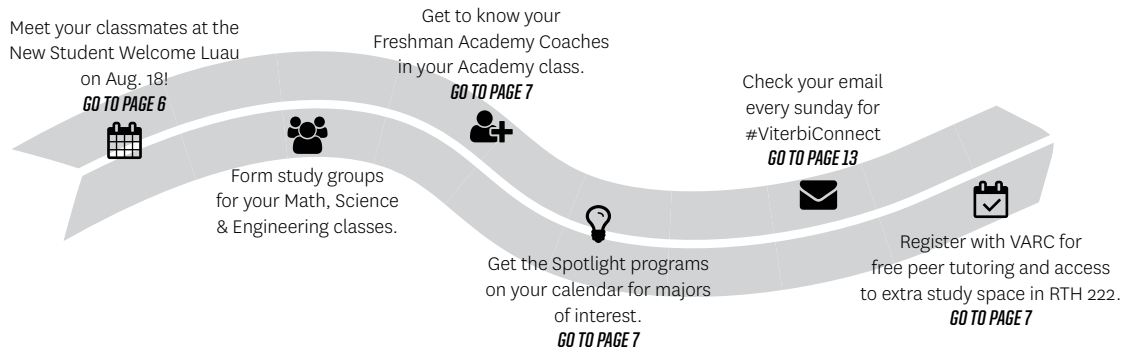 Meet your classmates at the
New Student Welcome Luau
on Aug. 18!
GO TO PAGE 6
Form study groups
for your Math, Science
& Engineering classes.
Get to know your
Freshman Academy Coaches
in your Academy class.
GO TO PAGE 7
Get the Spotlight programs
on your calendar for majors
of interest.
GO TO PAGE 7
Check your email
every sunday for
#ViterbiConnect
GO TO PAGE 13
Register with VARC for
free peer tutoring and access
to extra study space in RTH 222.
GO TO PAGE 7